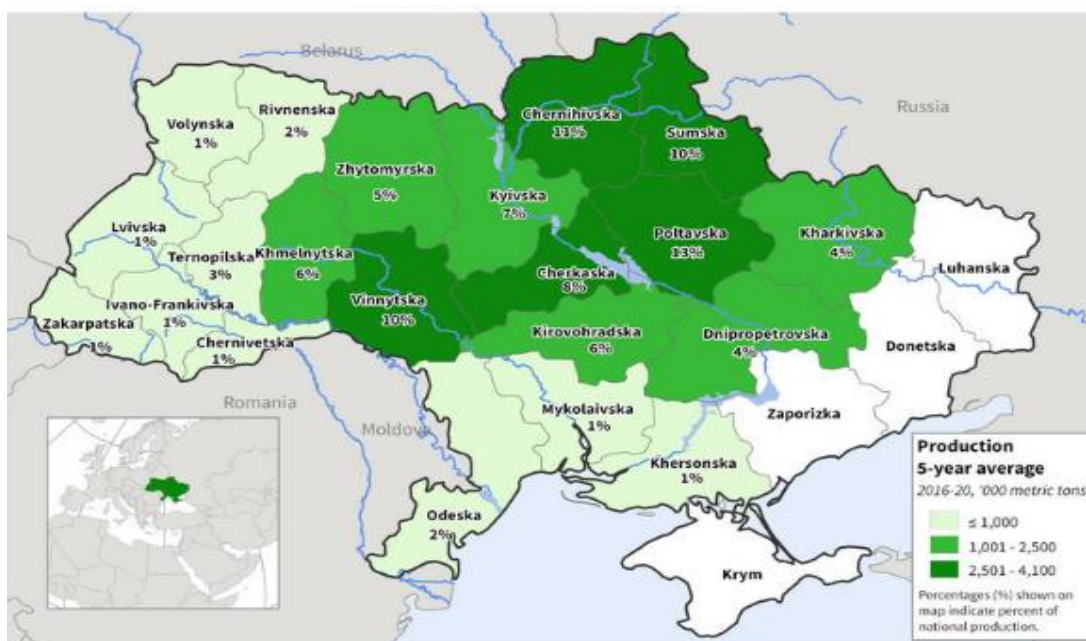 Belarus
Russia
Chernihivska
11%
Sumska
10%
Rivnenska
2%
Volynska
1%
Zhytomyrska
5%
Kyivska
7%
Lvivska
1%
Ternopilska
3%
Khmelnytska
6%
Poltavska
13%
Kharkivska
4%
Luhanska
Cherkaska
8%
Vinnytska
10%
Ivano-Frankivska
1%
Zakarpatska
1%
Chernivetska
1%
Kirovohradska
6%
Dnipropetrovska
4%
Donetska
Romania
Moldova
Mykolaivska
1%
Zaporizka
Khersonska
1%
Odeska
2%
Krym
Production
5-year average
2016-20, '000 metric tons
≤ 1,000
1,001 - 2,500
2,501 - 4,100
Percentages (%) shown on
map indicate percent of
national production.